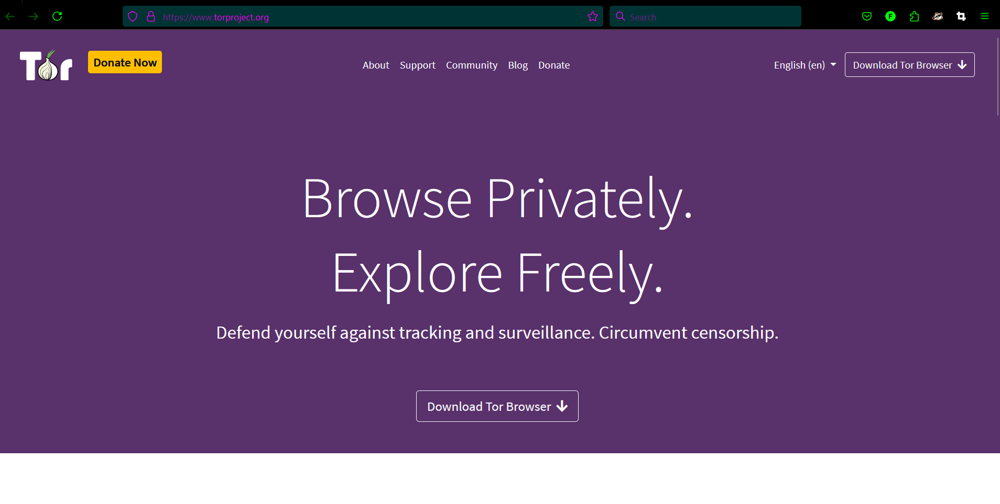 https://www.torproject.org
Search
F
Tor
Donate Now
About Support Community Blog Donate
English (en)
Download Tor Browser
Browse Privately.
Explore Freely.
Defend yourself against tracking and surveillance. Circumvent censorship.
Download Tor Browser